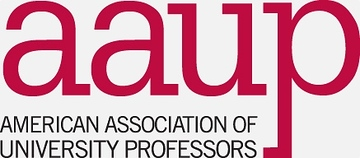 aaup
AMERICAN ASSOCIATION OF
UNIVERSITY PROFESSORS